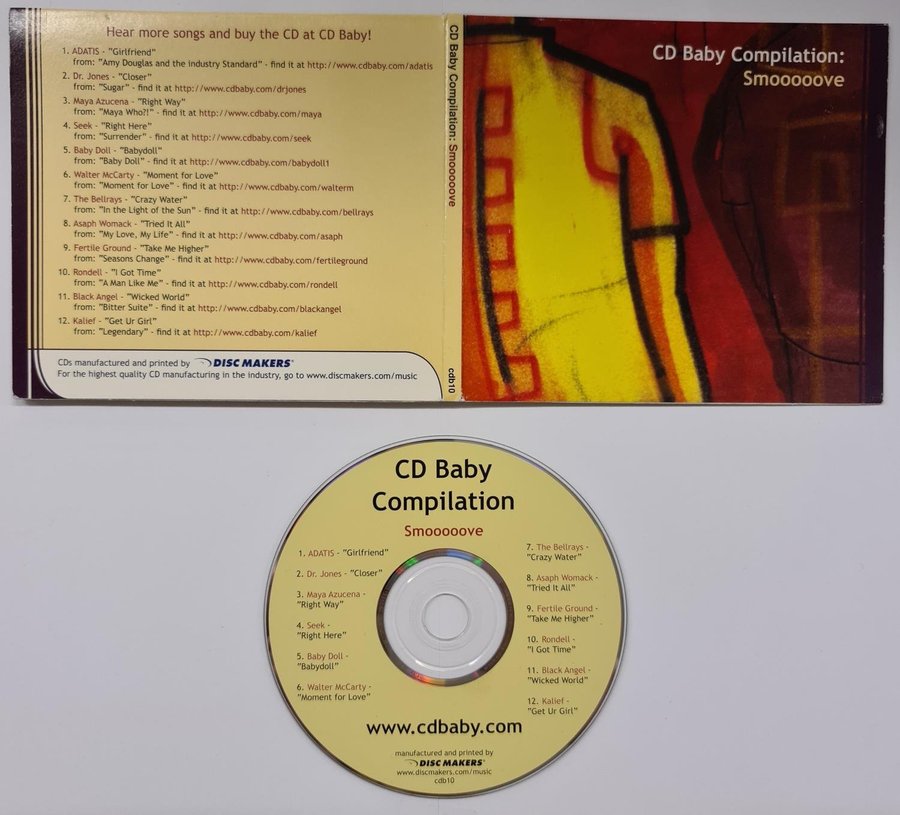 Hear more songs and buy the CD at CD Baby!
1. ADATIS - "Girlfriend"
from: "Amy Douglas and the industry Standard" - find it at http://www.cdbaby.com/adatis
2. Dr. Jones - "Closer"
from: "Sugar" - find it at http://www.cdbaby.com/drjones
3. Maya Azucena - "Right Way"
from: "Maya Who?!" - find it at http://www.cdbaby.com/maya
4. Seek - "Right Here"
from: "Surrender" - find it at http://www.cdbaby.com/seek
5. Baby Doll - "Babydoll"
from: "Baby Doll" - find it at http://www.cdbaby.com/babydoll1
6. Walter McCarty - "Moment for Love"
from: "Moment for Love" - find it at http://www.cdbaby.com/walterm
7. The Bellrays - "Crazy Water"
from: "In the Light of the Sun" - find it at http://www.cdbaby.com/bellrays
8. Asaph Womack - "Tried It All"
from: "My Love, My Life" - find it at http://www.cdbaby.com/asaph
9. Fertile Ground - "Take Me Higher"
from: "Seasons Change" - find it at http://www.cdbaby.com/fertileground
10. Rondell - "I Got Time"
from: "A Man Like Me" - find it at http://www.cdbaby.com/rondell
11. Black Angel - "Wicked World"
from: "Bitter Suite" - find it at http://www.cdbaby.com/blackangel
12. Kalief - "Get Ur Girl"
from: "Legendary" - find it at http://www.cdbaby.com/kalief
CDs manufactured and printed by DISC MAKERS®
For the highest quality CD manufacturing in the industry, go to www.discmakers.com/music
CD Baby Compilation: Smooooove
cdb10
CD Baby Compilation:
Smooooove
CD Baby
Compilation
Smooooove
1. ADATIS - "Girlfriend"
2. Dr. Jones - "Closer"
3. Maya Azucena -
"Right Way"
4. Seek -
"Right Here"
5. Baby Doll -
"Babydoll"
6. Walter McCarty -
"Moment for Love"
7. The Bellrays -
"Crazy Water"
8. Asaph Womack -
"Tried It All"
9. Fertile Ground -
"Take Me Higher"
10. Rondell -
"I Got Time"
11. Black Angel -
"Wicked World"
12. Kalief -
"Get Ur Girl"
www.cdbaby.com
manufactured and printed by
DISC MAKERS®
www.discmakers.com/music
cdb10